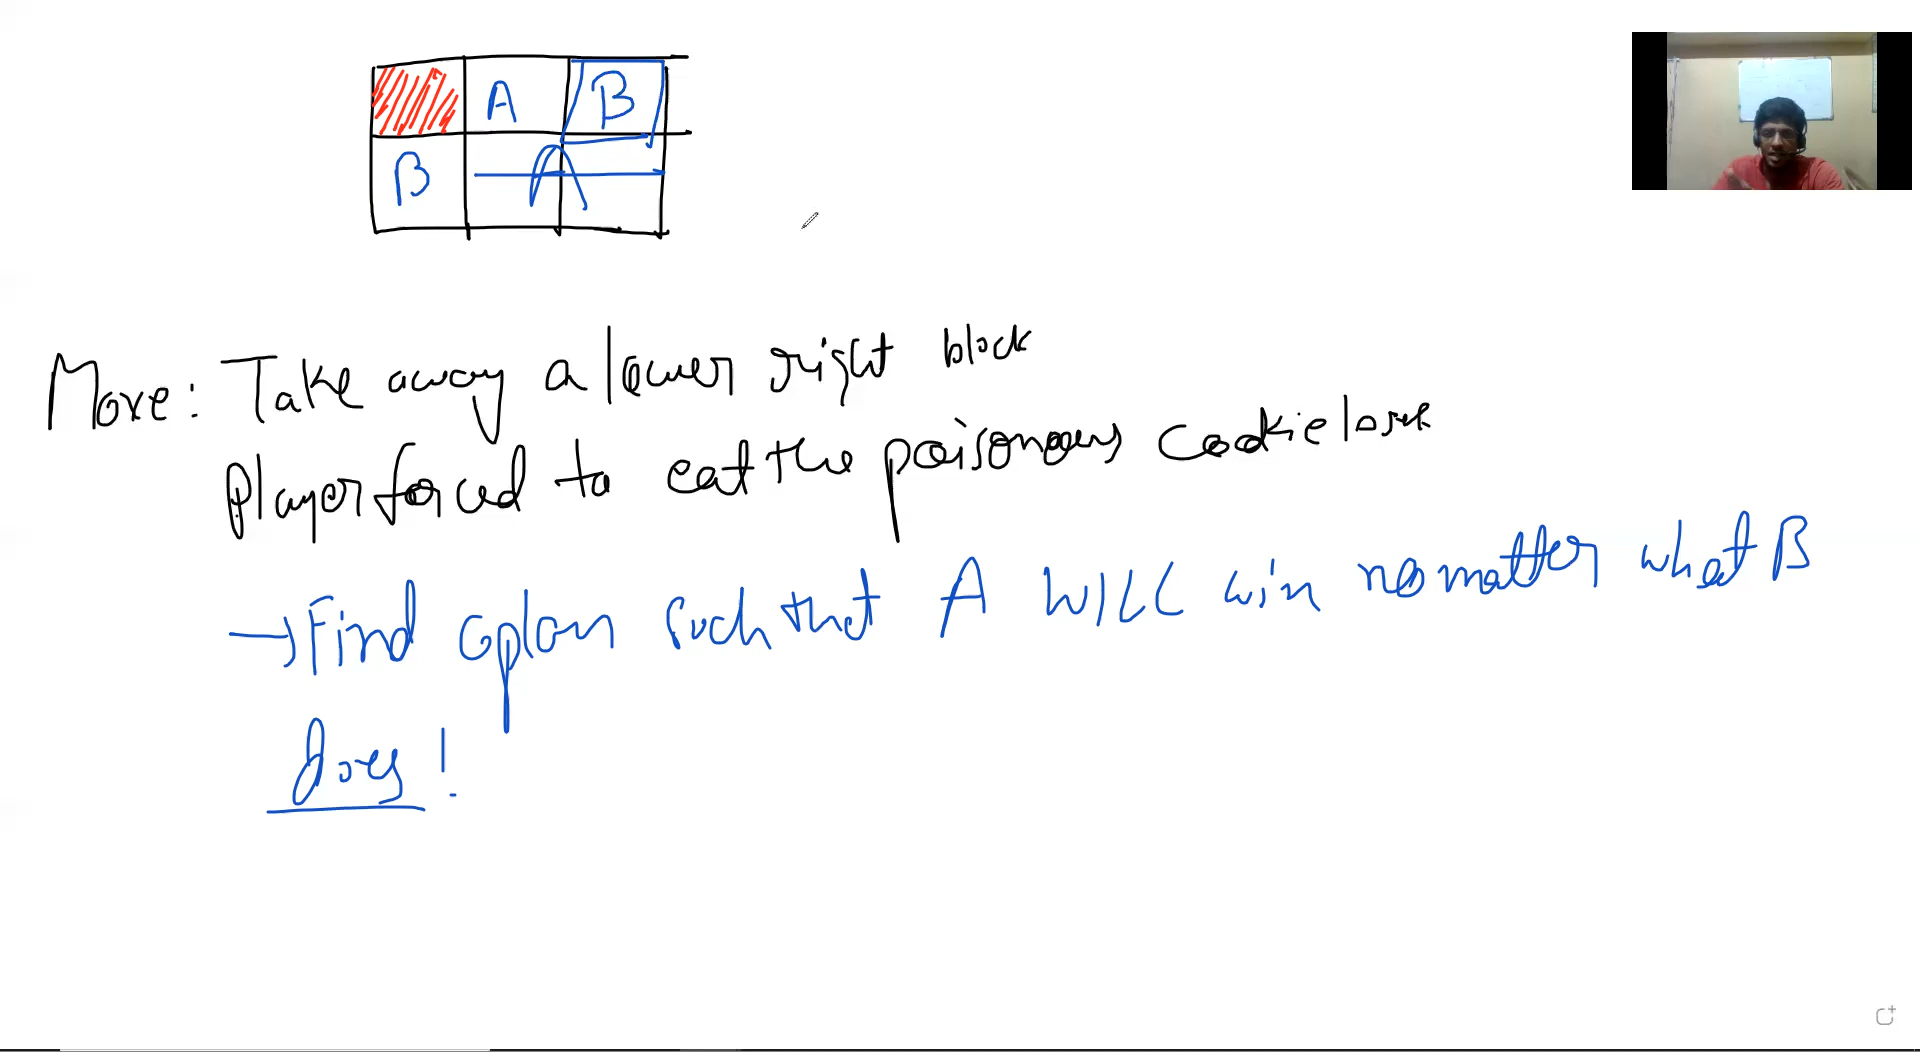 A B
B A
Move: Take away a lower right block
Player forced to eat the poisonous cookie loses
→ Find a plan such that A WILL win no matter what B
does!